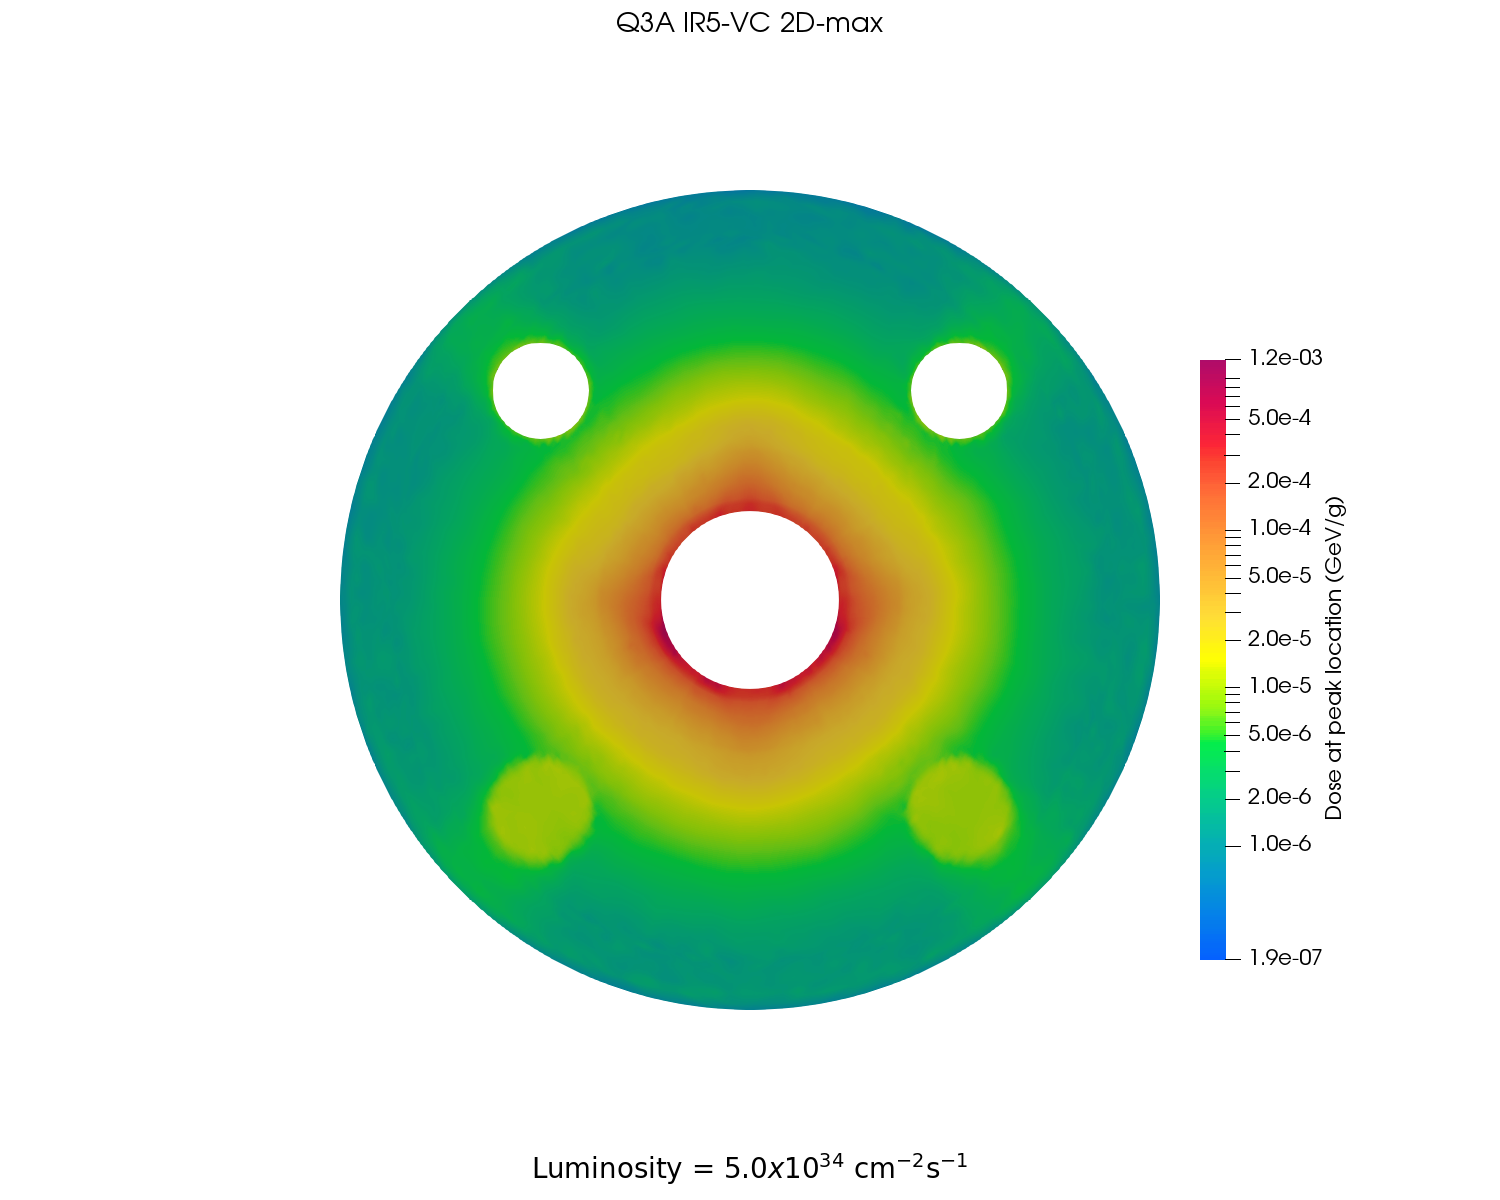 Q3A IR5-VC 2D-max
1.2e-03
5.0e-4
2.0e-4
1.0e-4
5.0e-5
2.0e-5
1.0e-5
5.0e-6
2.0e-6
1.0e-6
1.9e-07
Dose at peak location (GeV/g)
Luminosity = 5.0x10³⁴ cm⁻²s⁻¹